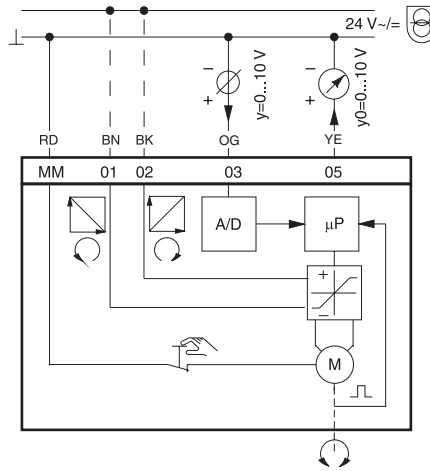 24 V~/=
⊥
− −
+ +
y=0...10 V
y0=0...10 V
RD BN BK OG YE
MM 01 02 03 05
A/D μP
+
−
M